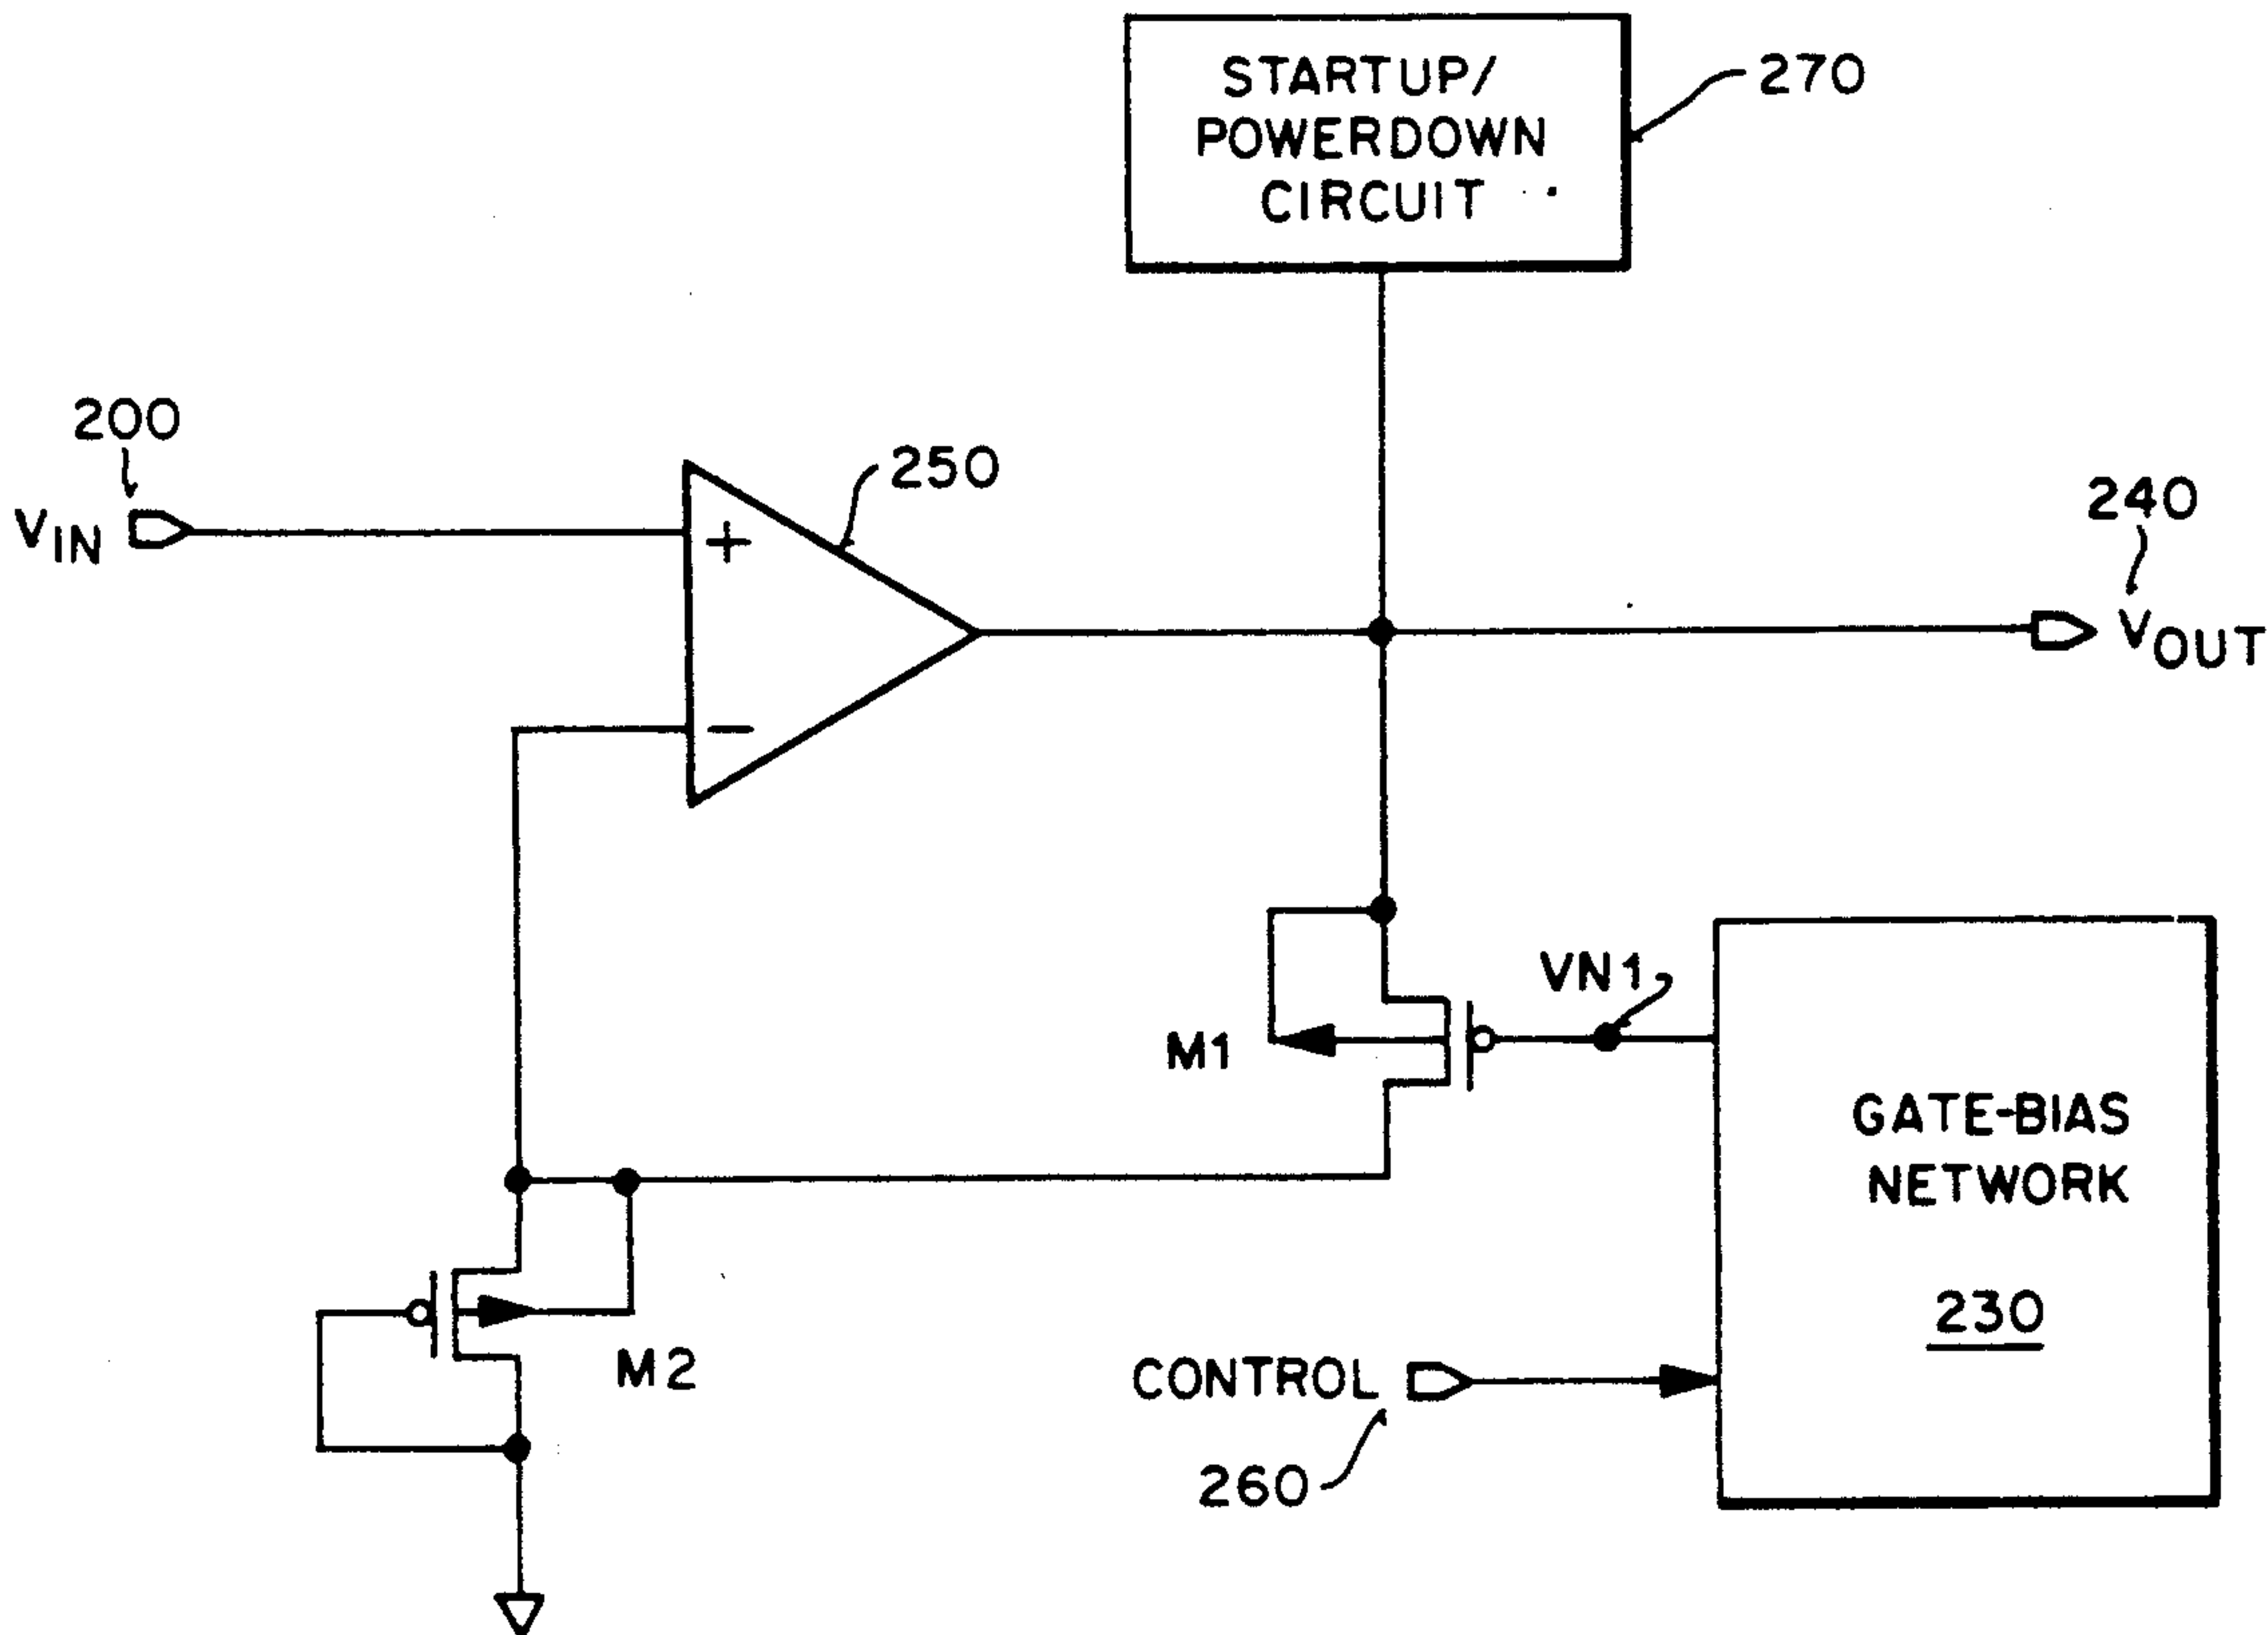 STARTUP/
POWERDOWN
CIRCUIT
270
200
VIN
+
−
250
240
VOUT
M1
VN1
GATE-BIAS
NETWORK
230
M2
CONTROL
260